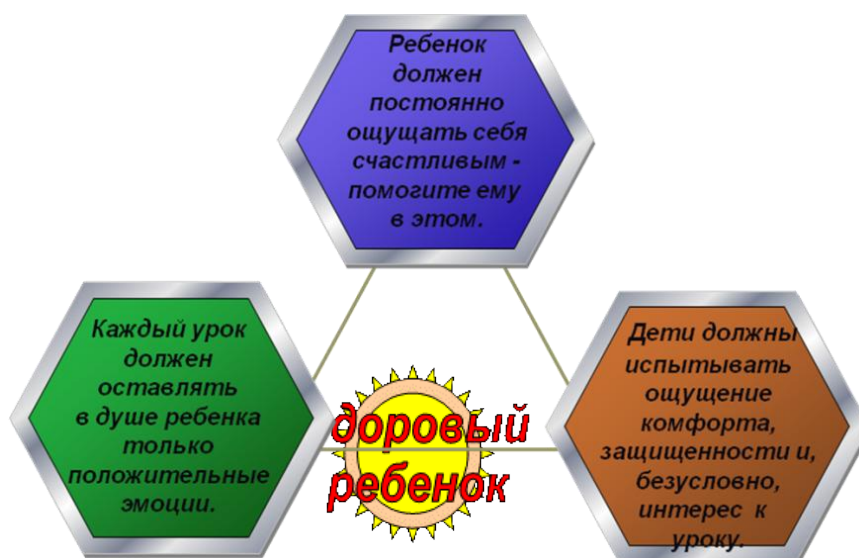 Ребенок
должен
постоянно
ощущать себя
счастливым -
помогите ему
в этом.
Каждый урок
должен
оставлять
в душе ребенка
только
положительные
эмоции.
доровый
ребенок
Дети должны
испытывать
ощущение
комфорта,
защищенности и,
безусловно,
интерес к
уроку.